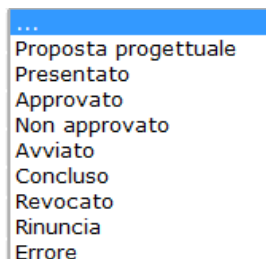 ...
Proposta progettuale
Presentato
Approvato
Non approvato
Avviato
Concluso
Revocato
Rinuncia
Errore